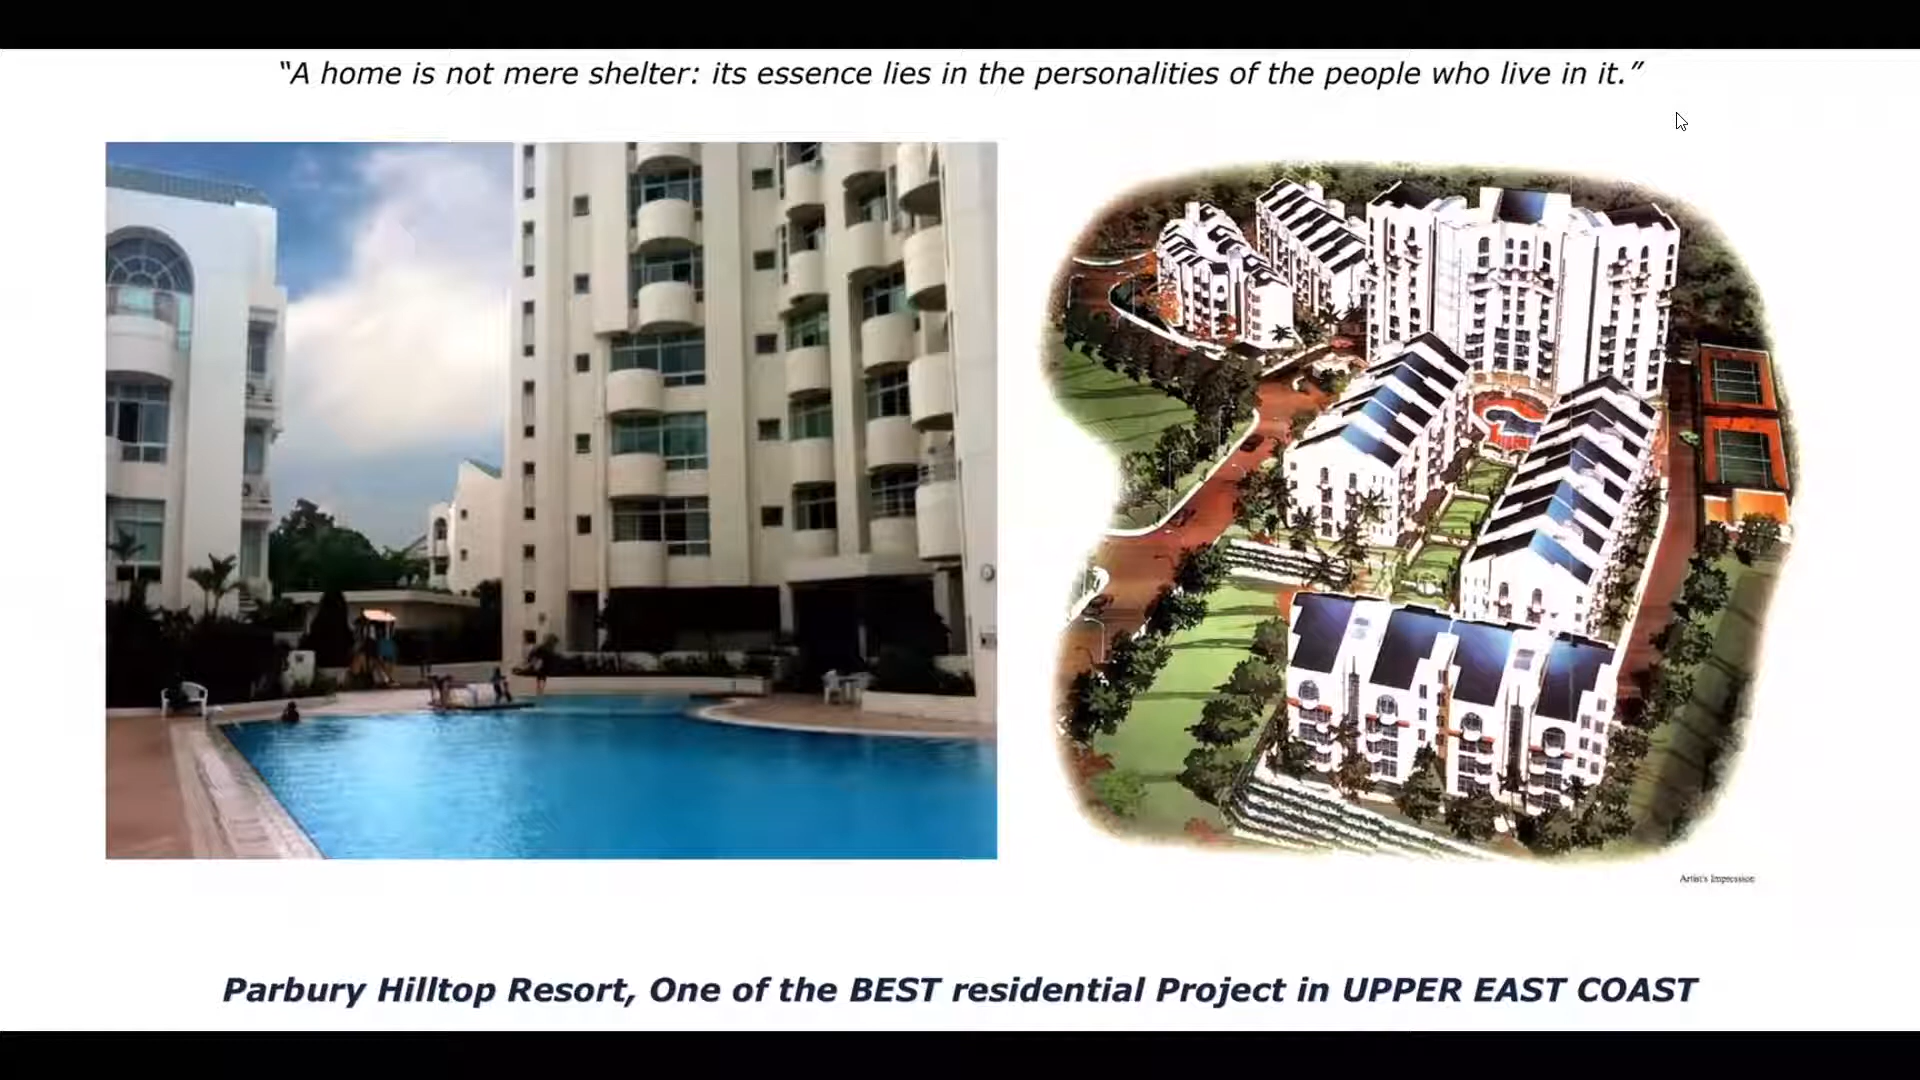 “A home is not mere shelter: its essence lies in the personalities of the people who live in it.”
Artist's Impression
Parbury Hilltop Resort, One of the BEST residential Project in UPPER EAST COAST